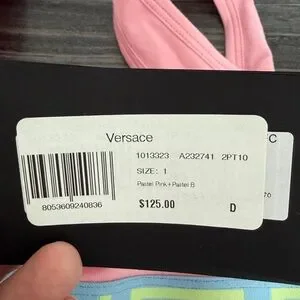 Versace
1013323 A232741 2PT10
SIZE: 1
Pastel Pink+Pastel B
$125.00
D
8053609240836
C